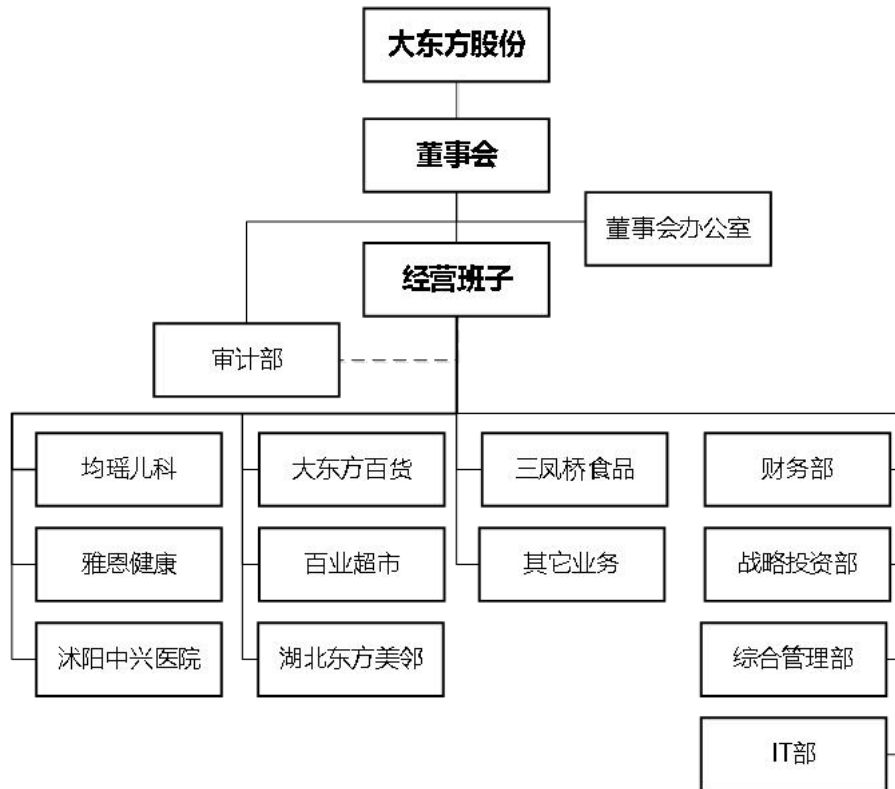 大东方股份
董事会
董事会办公室
经营班子
审计部
均瑶儿科
大东方百货
三凤桥食品
财务部
雅恩健康
百业超市
其它业务
战略投资部
沭阳中兴医院
湖北东方美邻
综合管理部
IT部